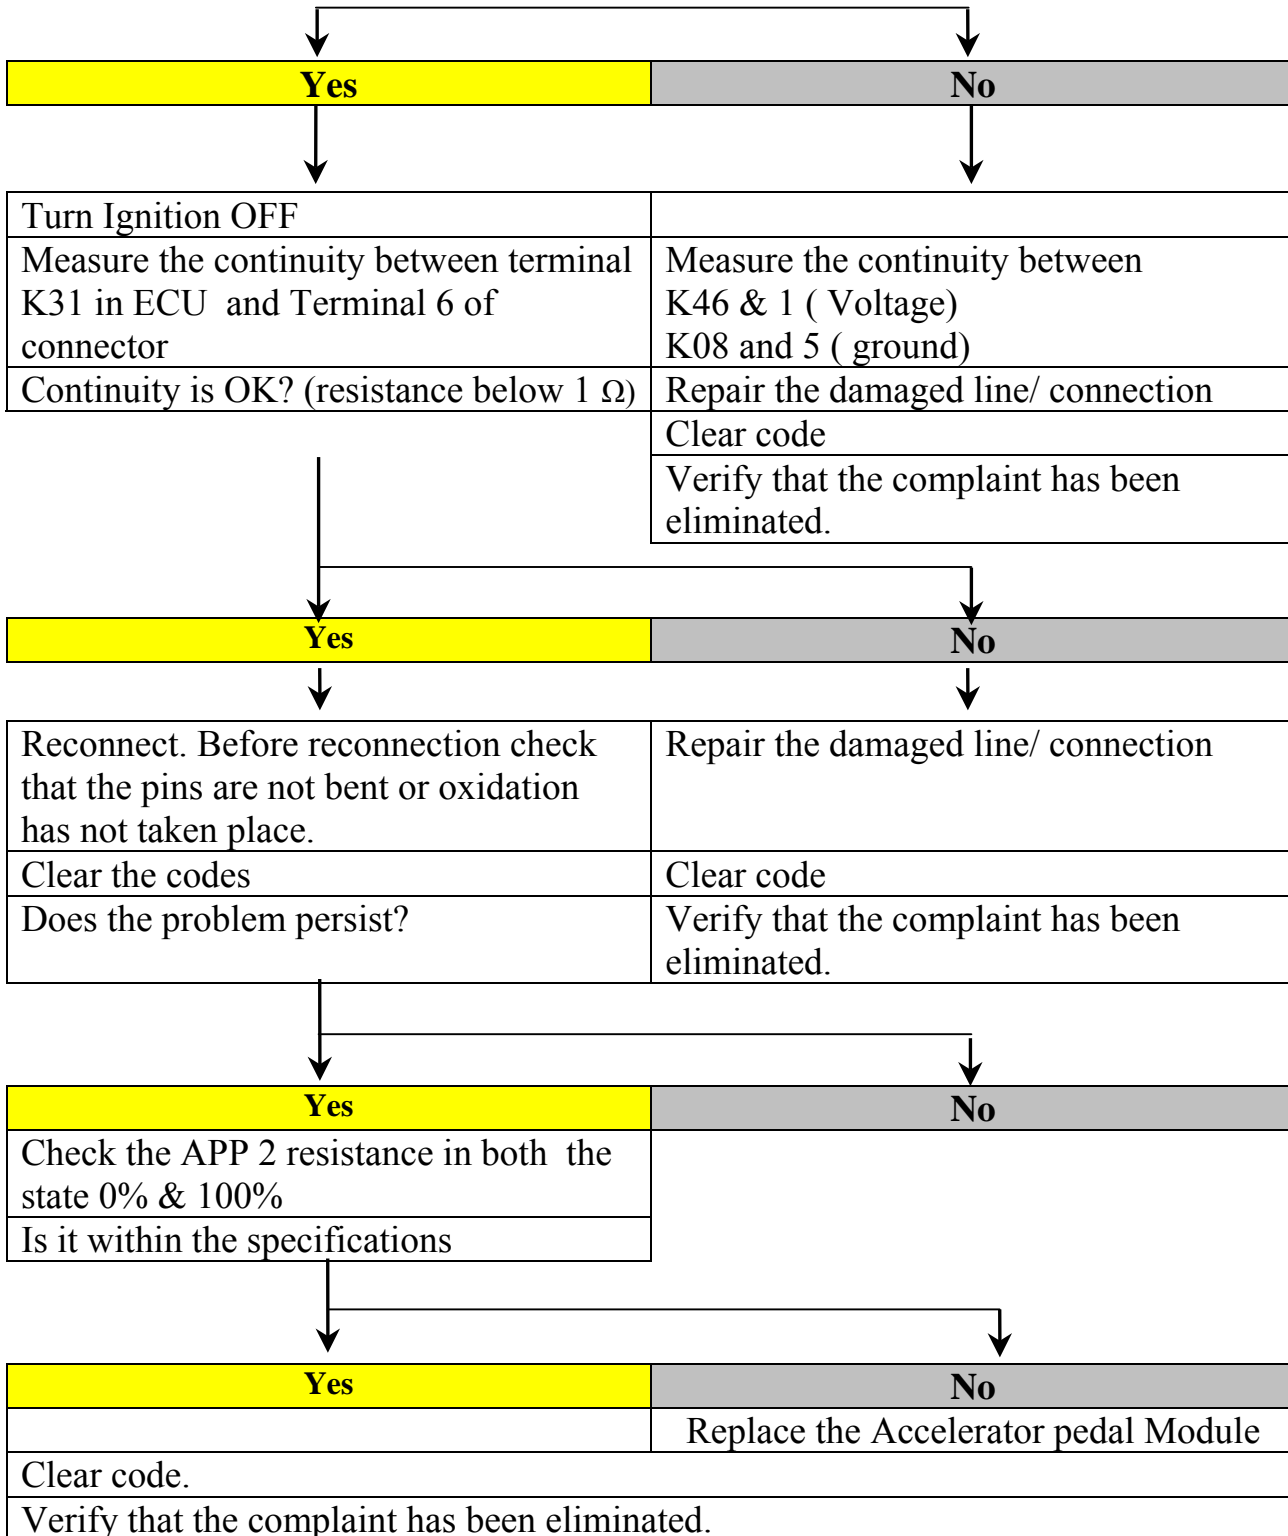 Yes
No
Turn Ignition OFF
Measure the continuity between terminal
K31 in ECU and Terminal 6 of
connector
Measure the continuity between
K46 & 1 ( Voltage)
K08 and 5 ( ground)
Continuity is OK? (resistance below 1 Ω)
Repair the damaged line/ connection
Clear code
Verify that the complaint has been
eliminated.
Yes
No
Reconnect. Before reconnection check
that the pins are not bent or oxidation
has not taken place.
Repair the damaged line/ connection
Clear the codes
Clear code
Does the problem persist?
Verify that the complaint has been
eliminated.
Yes
No
Check the APP 2 resistance in both the
state 0% & 100%
Is it within the specifications
Yes
No
Replace the Accelerator pedal Module
Clear code.
Verify that the complaint has been eliminated.